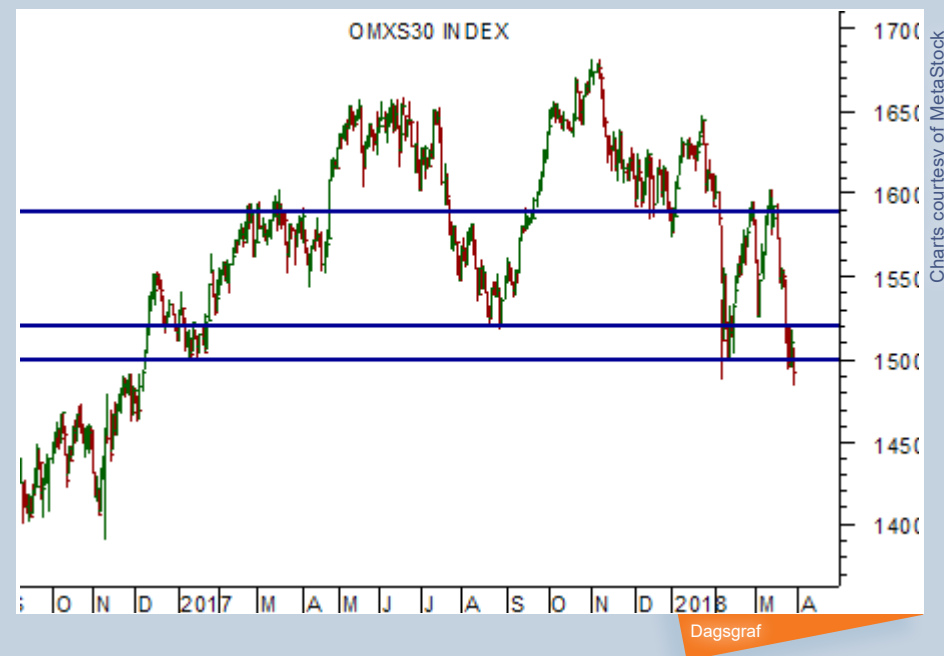 OMXS30 INDEX
1700
1650
1600
1550
1500
1450
1400
S O N D 2017 M A M J J A S O N D 2018 M A
Charts courtesy of MetaStock
Dagsgraf